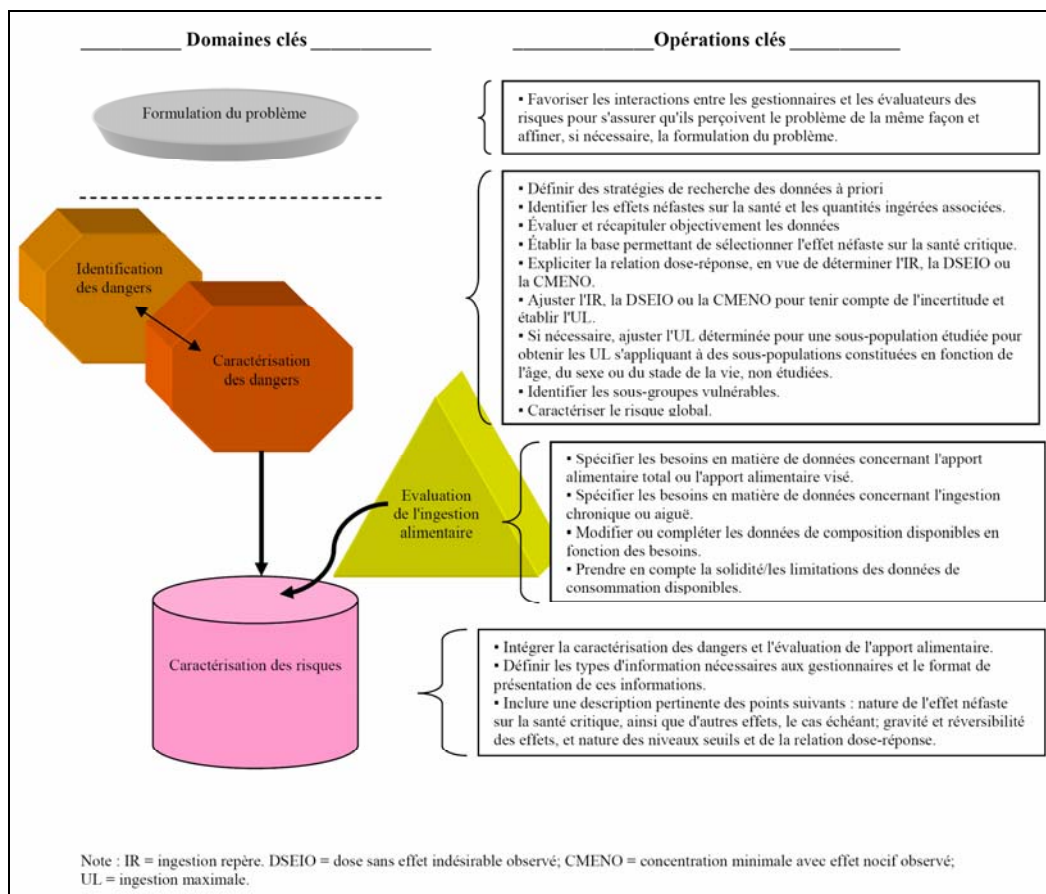 __________ Domaines clés ____________
______________Opérations clés ___________
Formulation du problème
▪ Favoriser les interactions entre les gestionnaires et les évaluateurs des
risques pour s'assurer qu'ils perçoivent le problème de la même façon et
affiner, si nécessaire, la formulation du problème.
Identification
des dangers
Caractérisation
des dangers
▪ Définir des stratégies de recherche des données à priori
▪ Identifier les effets néfastes sur la santé et les quantités ingérées associées.
▪ Évaluer et récapituler objectivement les données
▪ Établir la base permettant de sélectionner l'effet néfaste sur la santé critique.
▪ Expliciter la relation dose-réponse, en vue de déterminer l'IR, la DSEIO ou
la CMENO.
▪ Ajuster l'IR, la DSEIO ou la CMENO pour tenir compte de l'incertitude et
établir l'UL.
▪ Si nécessaire, ajuster l'UL déterminée pour une sous-population étudiée pour
obtenir les UL s'appliquant à des sous-populations constituées en fonction de
l'âge, du sexe ou du stade de la vie, non étudiées.
▪ Identifier les sous-groupes vulnérables.
▪ Caractériser le risque global.
Evaluation
de l'ingestion
alimentaire
▪ Spécifier les besoins en matière de données concernant l'apport
alimentaire total ou l'apport alimentaire visé.
▪ Spécifier les besoins en matière de données concernant l'ingestion
chronique ou aiguë.
▪ Modifier ou compléter les données de composition disponibles en
fonction des besoins.
▪ Prendre en compte la solidité/les limitations des données de
consommation disponibles.
Caractérisation des risques
▪ Intégrer la caractérisation des dangers et l'évaluation de l'apport alimentaire.
▪ Définir les types d'information nécessaires aux gestionnaires et le format de
présentation de ces informations.
▪ Inclure une description pertinente des points suivants : nature de l'effet néfaste
sur la santé critique, ainsi que d'autres effets, le cas échéant; gravité et réversibilité
des effets, et nature des niveaux seuils et de la relation dose-réponse.
Note : IR = ingestion repère. DSEIO = dose sans effet indésirable observé; CMENO = concentration minimale avec effet nocif observé;
UL = ingestion maximale.